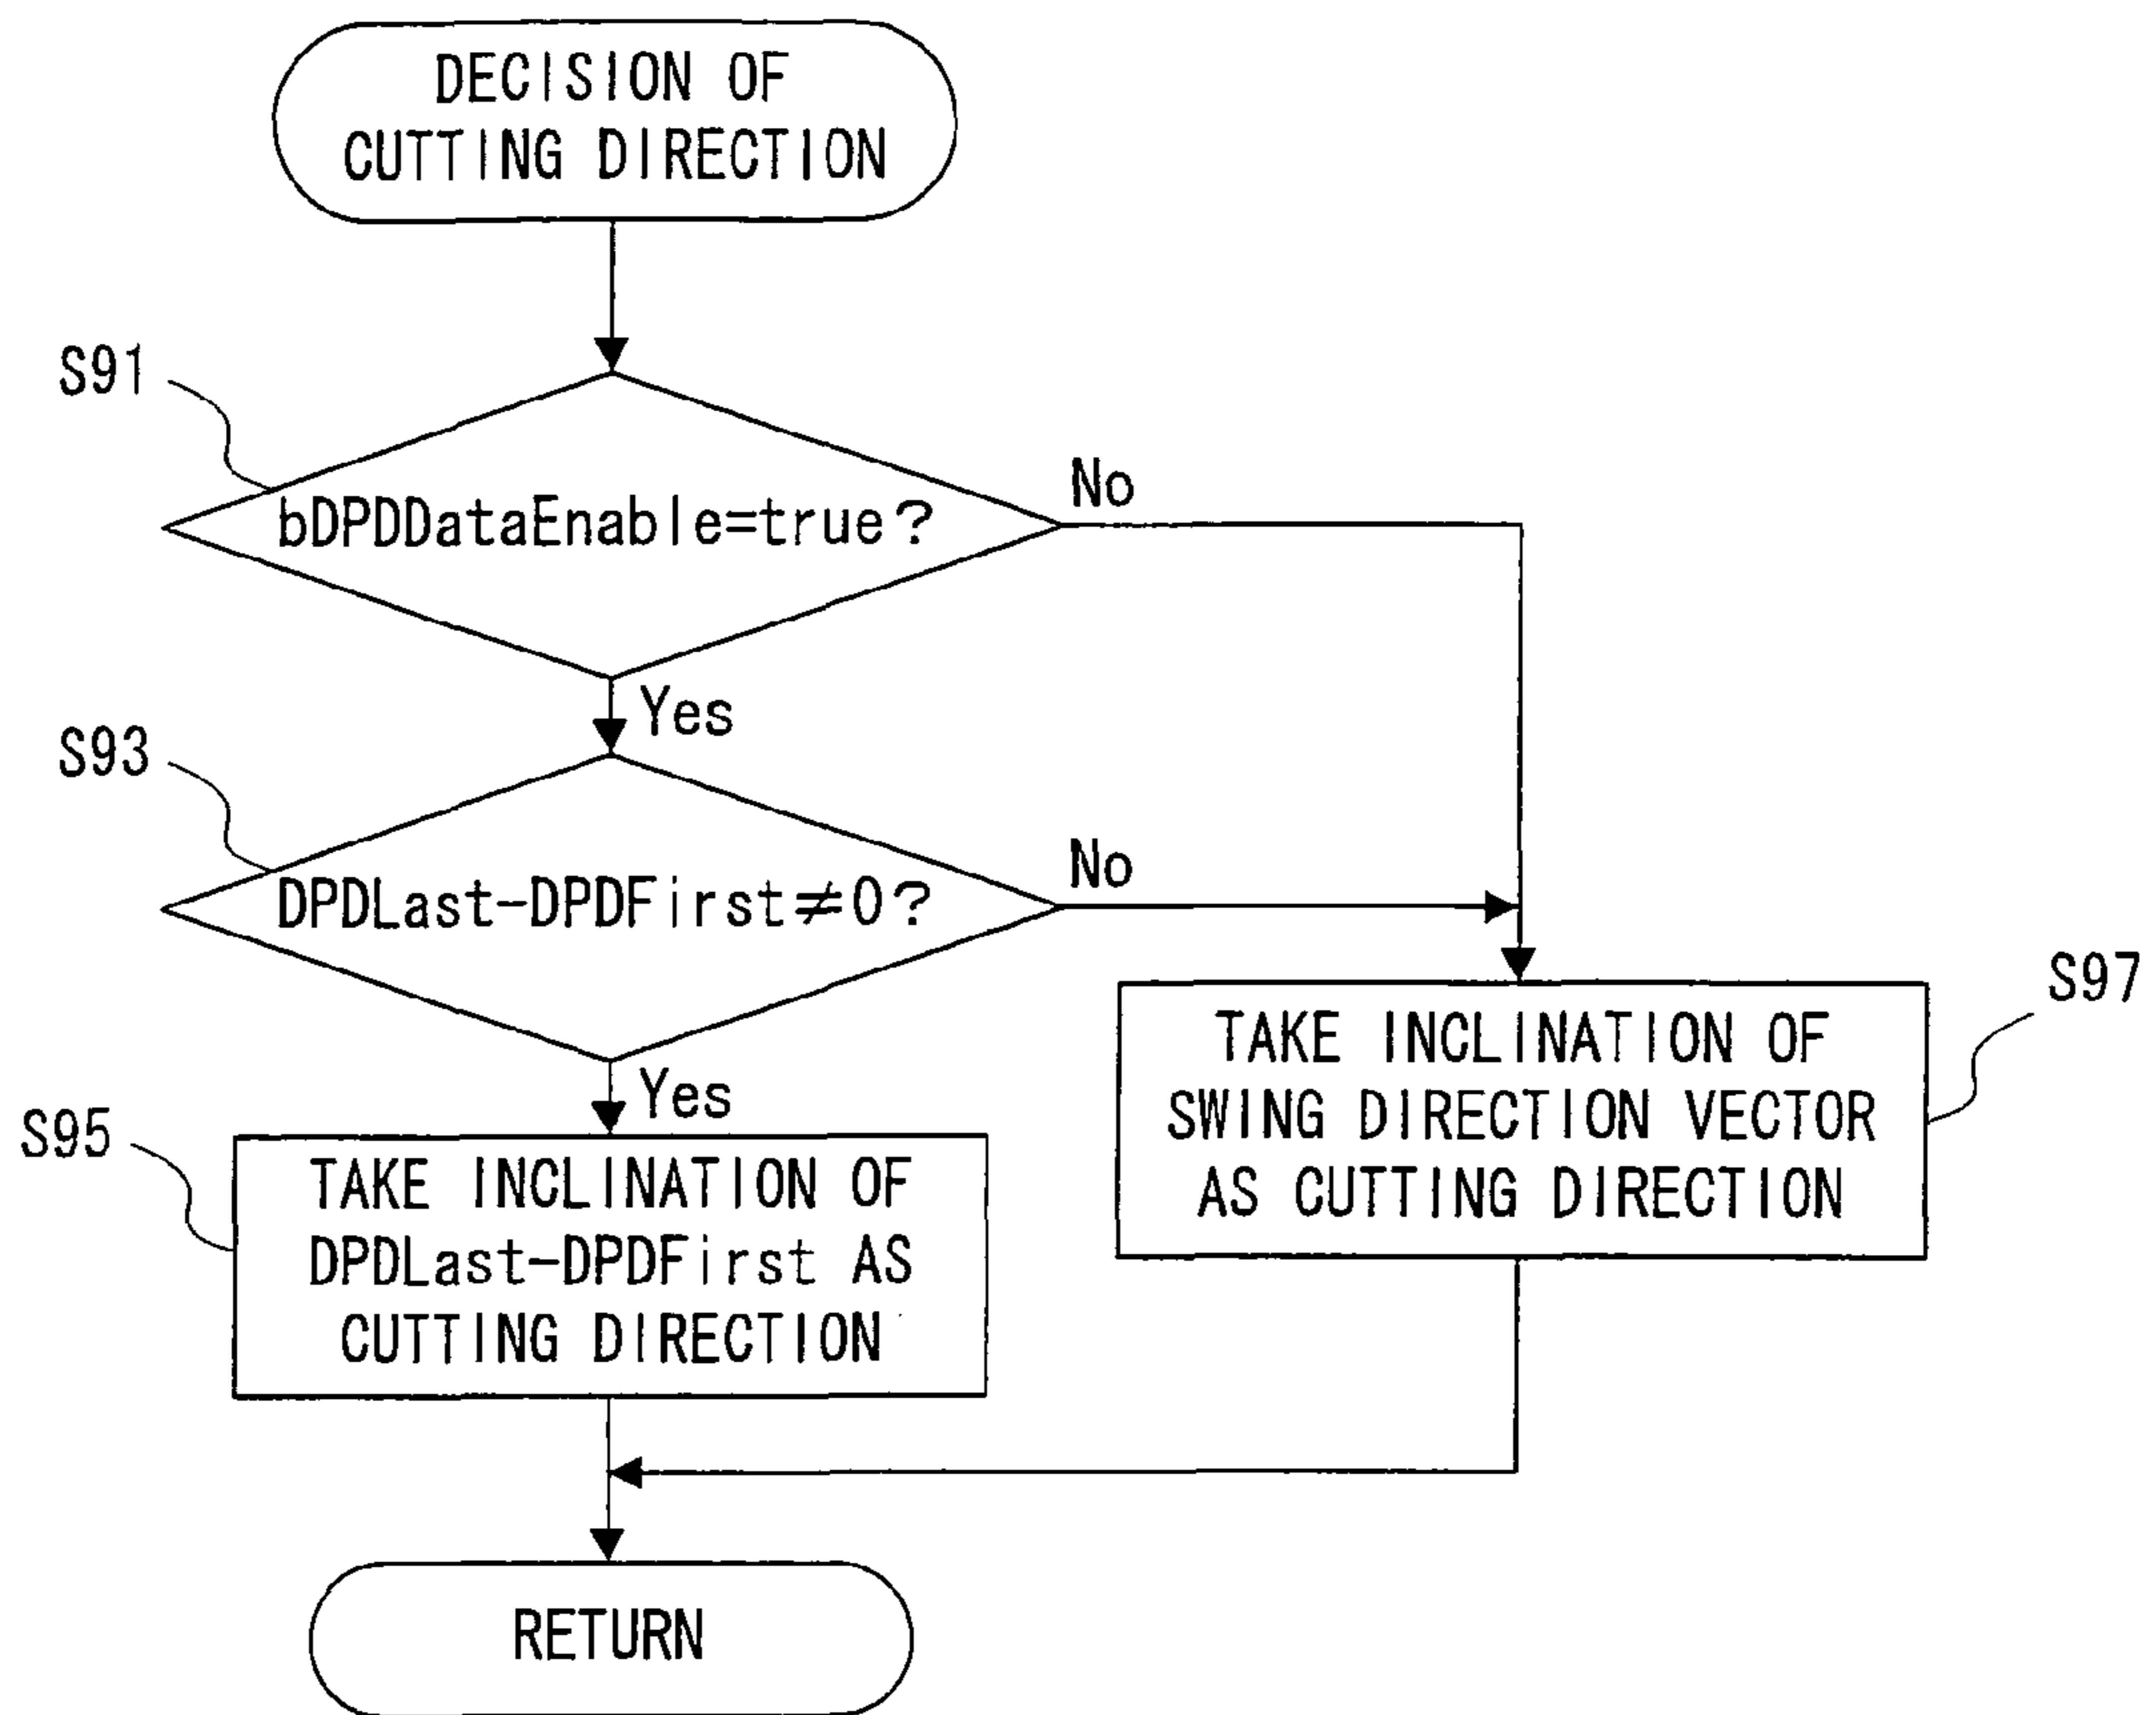 DECISION OF
CUTTING DIRECTION
S91
bDPDDataEnable=true?
No
Yes
S93
DPDLast-DPDFirst≠0?
No
Yes
S95
TAKE INCLINATION OF
DPDLast-DPDFirst AS
CUTTING DIRECTION
S97
TAKE INCLINATION OF
SWING DIRECTION VECTOR
AS CUTTING DIRECTION
RETURN